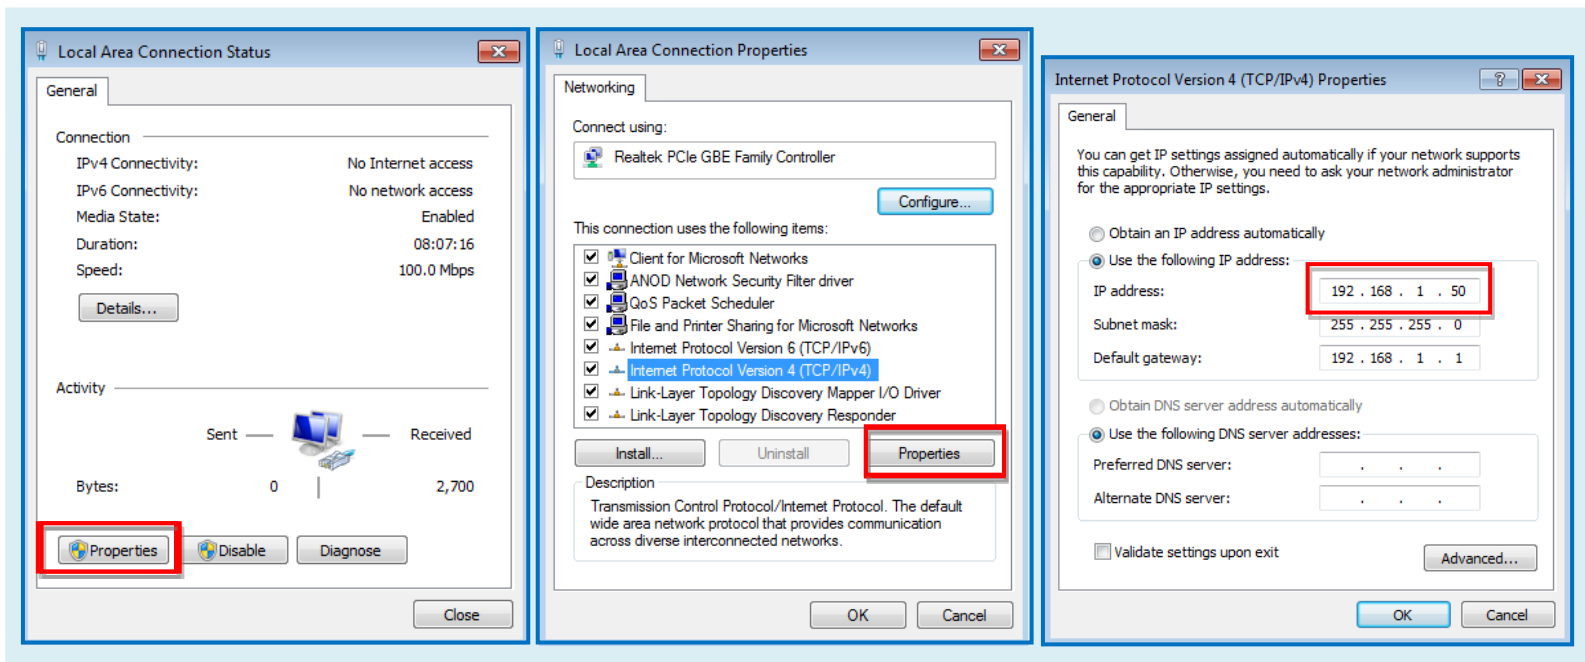 Local Area Connection Status
General
Connection
IPv4 Connectivity: No Internet access
IPv6 Connectivity: No network access
Media State: Enabled
Duration: 08:07:16
Speed: 100.0 Mbps
Details...
Activity
Sent Received
Bytes: 0 2,700
Properties Disable Diagnose
Close
Local Area Connection Properties
Networking
Connect using:
Realtek PCIe GBE Family Controller
Configure...
This connection uses the following items:
Client for Microsoft Networks
ANOD Network Security Filter driver
QoS Packet Scheduler
File and Printer Sharing for Microsoft Networks
Internet Protocol Version 6 (TCP/IPv6)
Internet Protocol Version 4 (TCP/IPv4)
Link-Layer Topology Discovery Mapper I/O Driver
Link-Layer Topology Discovery Responder
Install... Uninstall Properties
Description
Transmission Control Protocol/Internet Protocol. The default
wide area network protocol that provides communication
across diverse interconnected networks.
OK Cancel
Internet Protocol Version 4 (TCP/IPv4) Properties
General
You can get IP settings assigned automatically if your network supports
this capability. Otherwise, you need to ask your network administrator
for the appropriate IP settings.
Obtain an IP address automatically
Use the following IP address:
IP address: 192 . 168 . 1 . 50
Subnet mask: 255 . 255 . 255 . 0
Default gateway: 192 . 168 . 1 . 1
Obtain DNS server address automatically
Use the following DNS server addresses:
Preferred DNS server: . . .
Alternate DNS server: . . .
Validate settings upon exit
Advanced...
OK Cancel